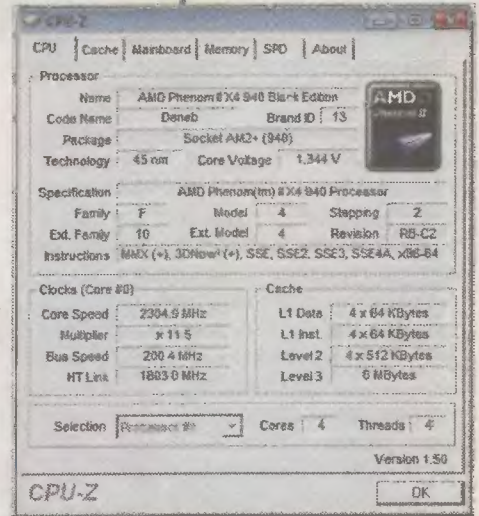 CPU-Z
CPU Cache Mainboard Memory SPD About
Processor
Name AMD Phenom II X4 940 Black Edition
AMD
Phenom II
Code Name Deneb Brand ID 13
Package Socket AM2+ (940)
Technology 45 nm Core Voltage 1.344 V
Specification AMD Phenom(tm) II X4 940 Processor
Family F Model 4 Stepping 2
Ext. Family 10 Ext. Model 4 Revision RB-C2
Instructions MMX (+), 3DNow! (+), SSE, SSE2, SSE3, SSE4A, x86-64
Clocks (Core #0) Cache
Core Speed 2304.9 MHz L1 Data 4 x 64 KBytes
Multiplier x 11.5 L1 Inst. 4 x 64 KBytes
Bus Speed 200.4 MHz Level 2 4 x 512 KBytes
HT Link 1803.8 MHz Level 3 6 MBytes
Selection Processor #1 Cores 4 Threads 4
Version 1.50
CPU-Z OK